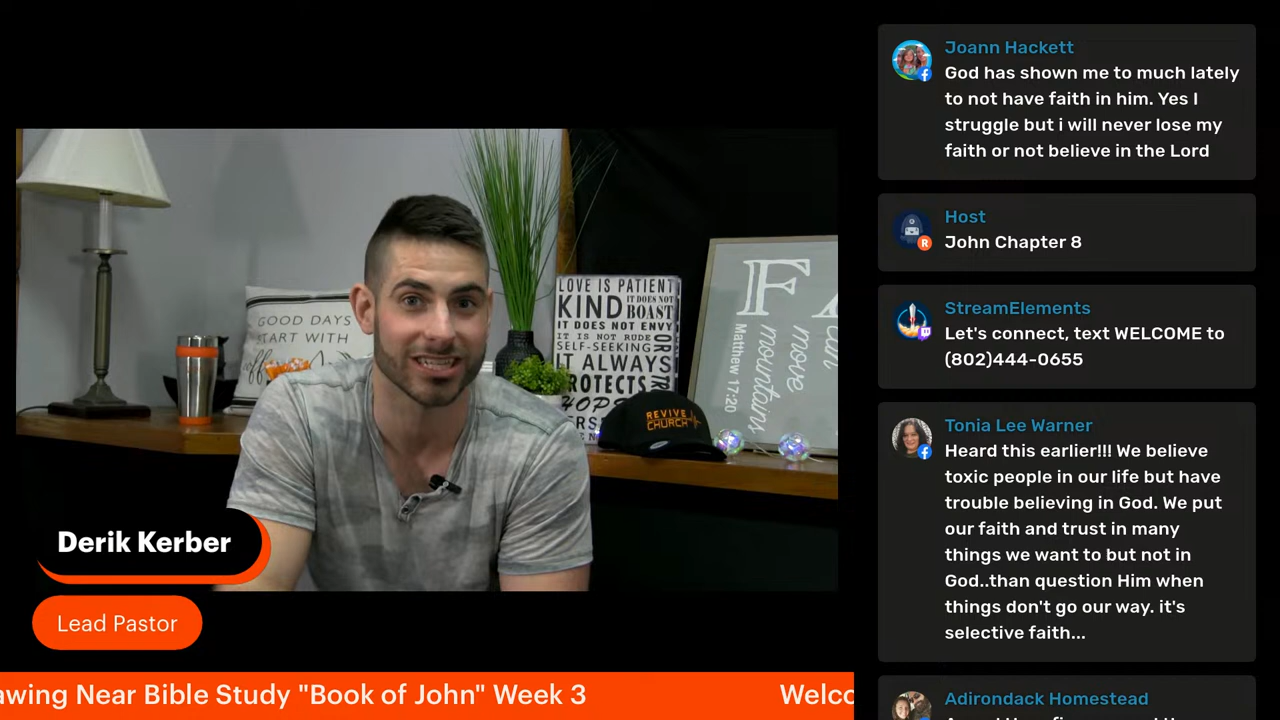 GOOD DAYS
START WITH
LOVE IS PATIENT
KIND IT DOES NOT
BOAST
IT DOES NOT ENVY
IT IS NOT RUDE
SELF-SEEKING
OR
IT ALWAYS
PROTECTS
REVIVE
CHURCH
F
can
move
mountains
Matthew 17:20
Derik Kerber
Lead Pastor
awing Near Bible Study "Book of John" Week 3
Welco
Joann Hackett
God has shown me to much lately
to not have faith in him. Yes I
struggle but i will never lose my
faith or not believe in the Lord
Host
R
John Chapter 8
StreamElements
Let's connect, text WELCOME to
(802)444-0655
Tonia Lee Warner
Heard this earlier!!! We believe
toxic people in our life but have
trouble believing in God. We put
our faith and trust in many
things we want to but not in
God..than question Him when
things don't go our way. it's
selective faith...
Adirondack Homestead